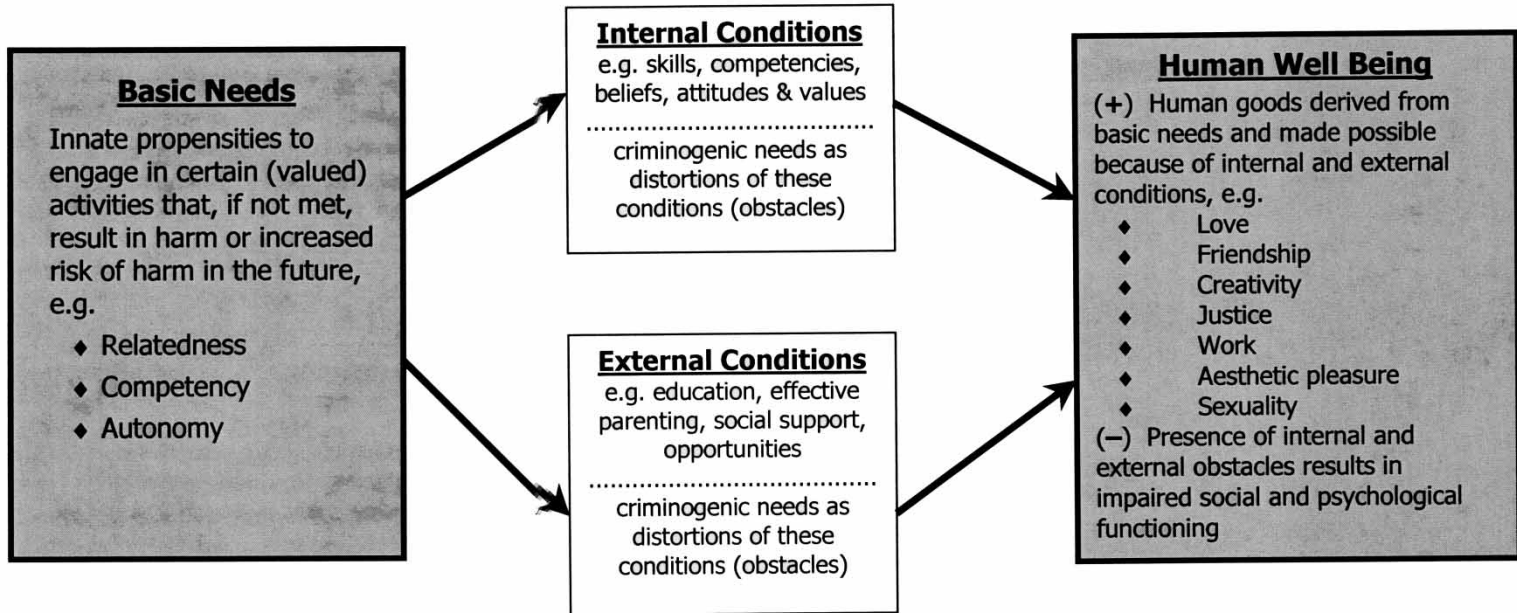 Basic Needs
Innate propensities to
engage in certain (valued)
activities that, if not met,
result in harm or increased
risk of harm in the future,
e.g.
♦ Relatedness
♦ Competency
♦ Autonomy
Internal Conditions
e.g. skills, competencies,
beliefs, attitudes & values
criminogenic needs as
distortions of these
conditions (obstacles)
External Conditions
e.g. education, effective
parenting, social support,
opportunities
criminogenic needs as
distortions of these
conditions (obstacles)
Human Well Being
(+) Human goods derived from
basic needs and made possible
because of internal and external
conditions, e.g.
♦ Love
♦ Friendship
♦ Creativity
♦ Justice
♦ Work
♦ Aesthetic pleasure
♦ Sexuality
(−) Presence of internal and
external obstacles results in
impaired social and psychological
functioning